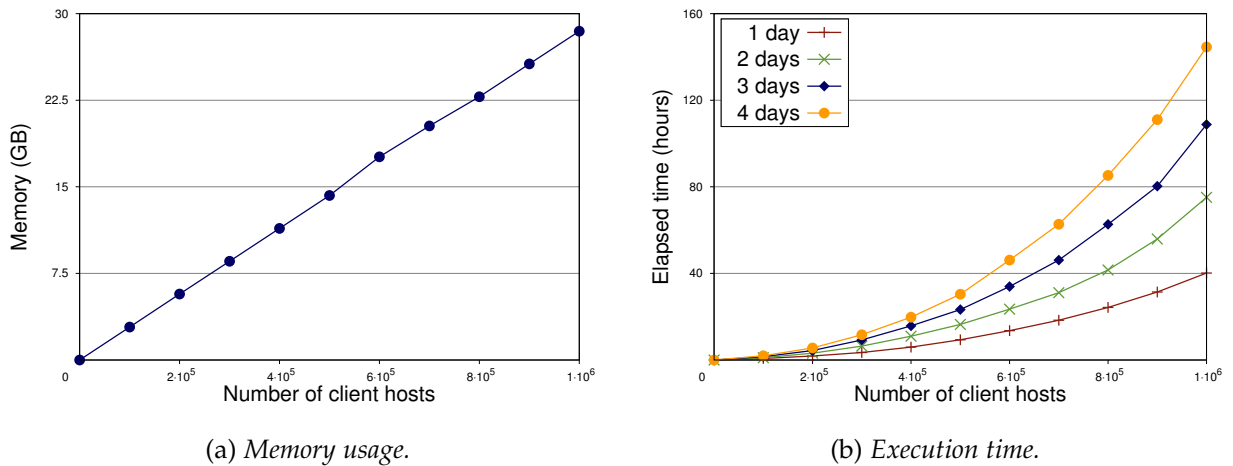 30
22.5
15
7.5
0
2·10⁵
4·10⁵
6·10⁵
8·10⁵
1·10⁶
Memory (GB)
Number of client hosts
(a) Memory usage.
160
120
80
40
0
2·10⁵
4·10⁵
6·10⁵
8·10⁵
1·10⁶
1 day
2 days
3 days
4 days
Elapsed time (hours)
Number of client hosts
(b) Execution time.